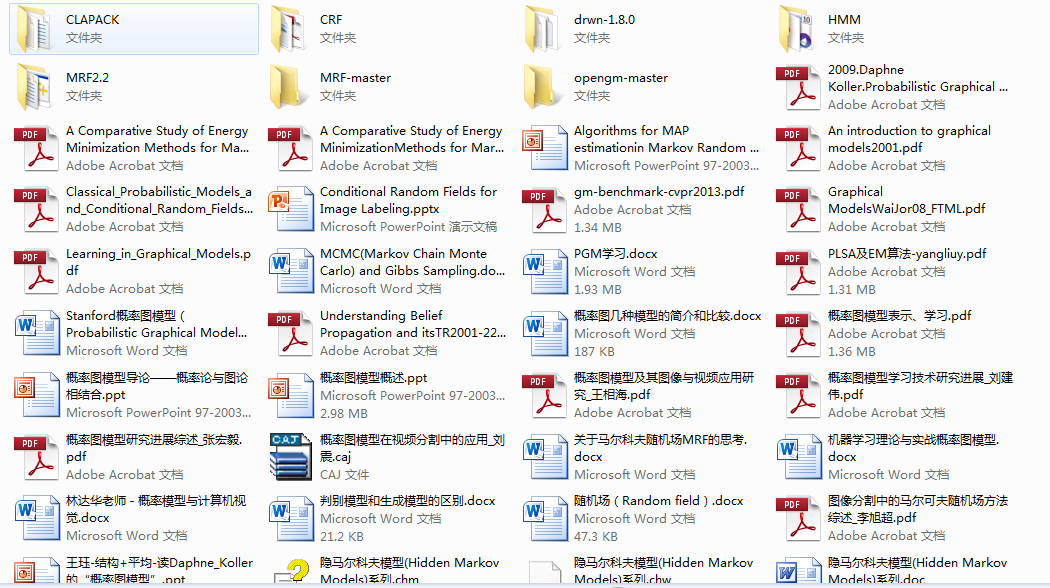 CLAPACK
文件夹
CRF
文件夹
drwn-1.8.0
文件夹
HMM
文件夹
MRF2.2
文件夹
MRF-master
文件夹
opengm-master
文件夹
2009.Daphne
Koller.Probabilistic Graphical ...
Adobe Acrobat 文档
A Comparative Study of Energy
Minimization Methods for Ma...
Adobe Acrobat 文档
A Comparative Study of Energy
MinimizationMethods for Mar...
Adobe Acrobat 文档
Algorithms for MAP
estimationin Markov Random ...
Microsoft PowerPoint 97-2003...
An introduction to graphical
models2001.pdf
Adobe Acrobat 文档
Classical_Probabilistic_Models_a
nd_Conditional_Random_Fields...
Adobe Acrobat 文档
Conditional Random Fields for
Image Labeling.pptx
Microsoft PowerPoint 演示文稿
gm-benchmark-cvpr2013.pdf
Adobe Acrobat 文档
1.34 MB
Graphical
ModelsWaiJor08_FTML.pdf
Adobe Acrobat 文档
Learning_in_Graphical_Models.p
df
Adobe Acrobat 文档
MCMC(Markov Chain Monte
Carlo) and Gibbs Sampling.do...
Microsoft Word 文档
PGM学习.docx
Microsoft Word 文档
1.93 MB
PLSA及EM算法-yangliuy.pdf
Adobe Acrobat 文档
1.31 MB
Stanford概率图模型（
Probabilistic Graphical Model...
Microsoft Word 文档
Understanding Belief
Propagation and itsTR2001-22...
Adobe Acrobat 文档
概率图几种模型的简介和比较.docx
Microsoft Word 文档
187 KB
概率图模型表示、学习.pdf
Adobe Acrobat 文档
1.36 MB
概率图模型导论——概率论与图论
相结合.ppt
Microsoft PowerPoint 97-2003...
概率图模型概述.ppt
Microsoft PowerPoint 97-2003...
2.98 MB
概率图模型及其图像与视频应用研
究_王相海.pdf
Adobe Acrobat 文档
概率图模型学习技术研究进展_刘建
伟.pdf
Adobe Acrobat 文档
概率图模型研究进展综述_张宏毅.
pdf
Adobe Acrobat 文档
概率图模型在视频分割中的应用_刘
震.caj
CAJ 文件
关于马尔科夫随机场MRF的思考.
docx
Microsoft Word 文档
机器学习理论与实战概率图模型.
docx
Microsoft Word 文档
林达华老师 - 概率模型与计算机视
觉.docx
Microsoft Word 文档
判别模型和生成模型的区别.docx
Microsoft Word 文档
21.2 KB
随机场（Random field）.docx
Microsoft Word 文档
47.3 KB
图像分割中的马尔可夫随机场方法
综述_李旭超.pdf
Adobe Acrobat 文档
王珏-结构+平均-读Daphne_Koller
的“概率图模型”.ppt
隐马尔科夫模型(Hidden Markov
Models)系列.chm
隐马尔科夫模型(Hidden Markov
Models)系列.chw
隐马尔科夫模型(Hidden Markov
Models)系列.doc